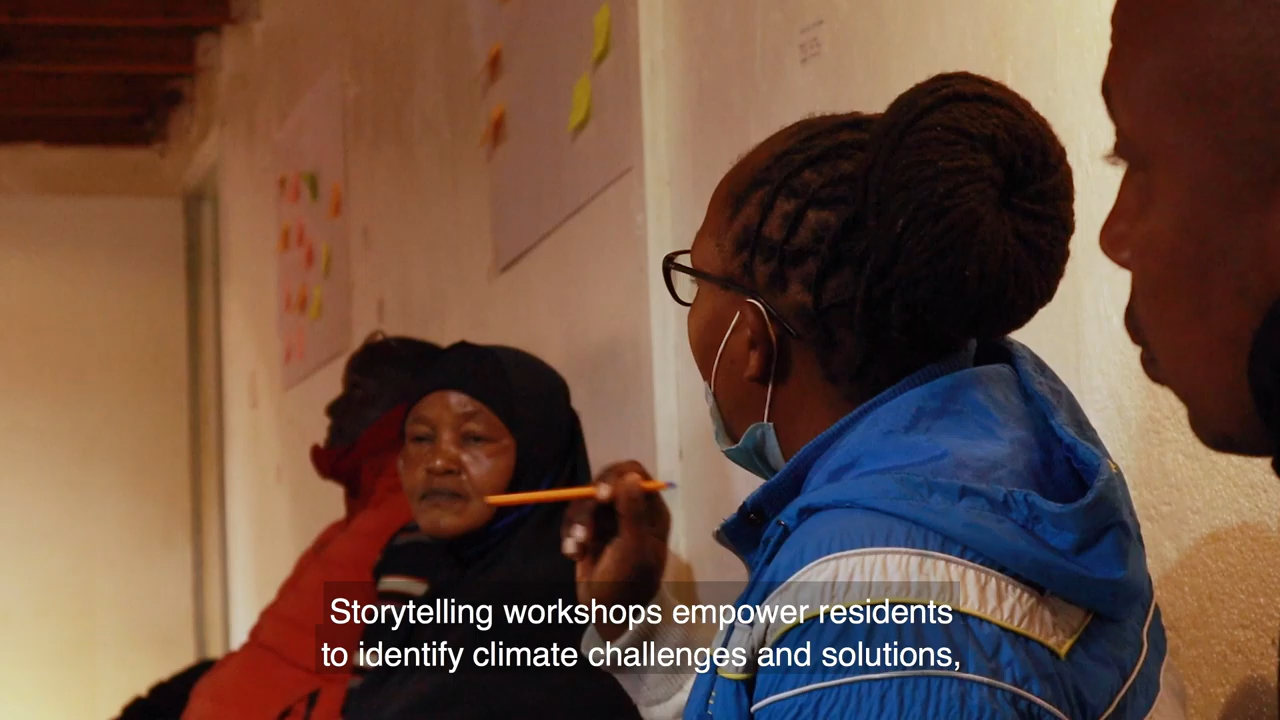 Storytelling workshops empower residents
to identify climate challenges and solutions,